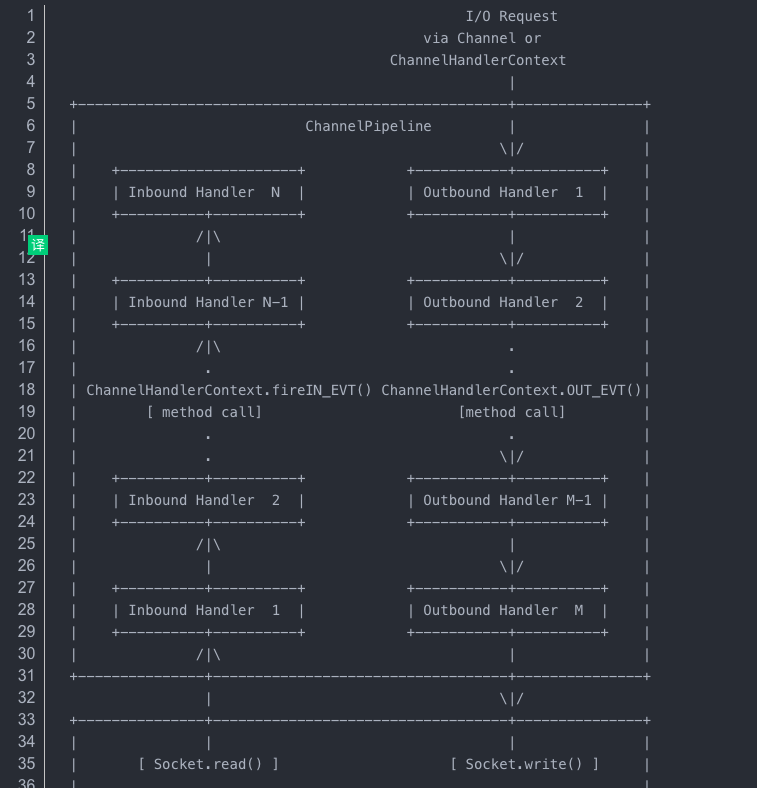 1                                                  I/O Request
2                                             via Channel or
3                                         ChannelHandlerContext
4                                                       |
5   +---------------------------------------------------+---------------+
6   |                           ChannelPipeline         |               |
7   |                                                  \|/              |
8   |    +---------------------+            +-----------+----------+    |
9   |    | Inbound Handler  N  |            | Outbound Handler  1  |    |
10  |    +----------+----------+            +-----------+----------+    |
11  |              /|\                                  |               |
译
12  |               |                                  \|/              |
13  |    +----------+----------+            +-----------+----------+    |
14  |    | Inbound Handler N-1 |            | Outbound Handler  2  |    |
15  |    +----------+----------+            +-----------+----------+    |
16  |              /|\                                  .               |
17  |               .                                   .               |
18  | ChannelHandlerContext.fireIN_EVT() ChannelHandlerContext.OUT_EVT()|
19  |        [ method call]                       [method call]         |
20  |               .                                   .               |
21  |               .                                  \|/              |
22  |    +----------+----------+            +-----------+----------+    |
23  |    | Inbound Handler  2  |            | Outbound Handler M-1 |    |
24  |    +----------+----------+            +-----------+----------+    |
25  |              /|\                                  |               |
26  |               |                                  \|/              |
27  |    +----------+----------+            +-----------+----------+    |
28  |    | Inbound Handler  1  |            | Outbound Handler  M  |    |
29  |    +----------+----------+            +-----------+----------+    |
30  |              /|\                                  |               |
31  +---------------+-----------------------------------+---------------+
32                  |                                  \|/
33  +---------------+-----------------------------------+---------------+
34  |               |                                   |               |
35  |       [ Socket.read() ]                    [ Socket.write() ]     |
36  |                                                                   |